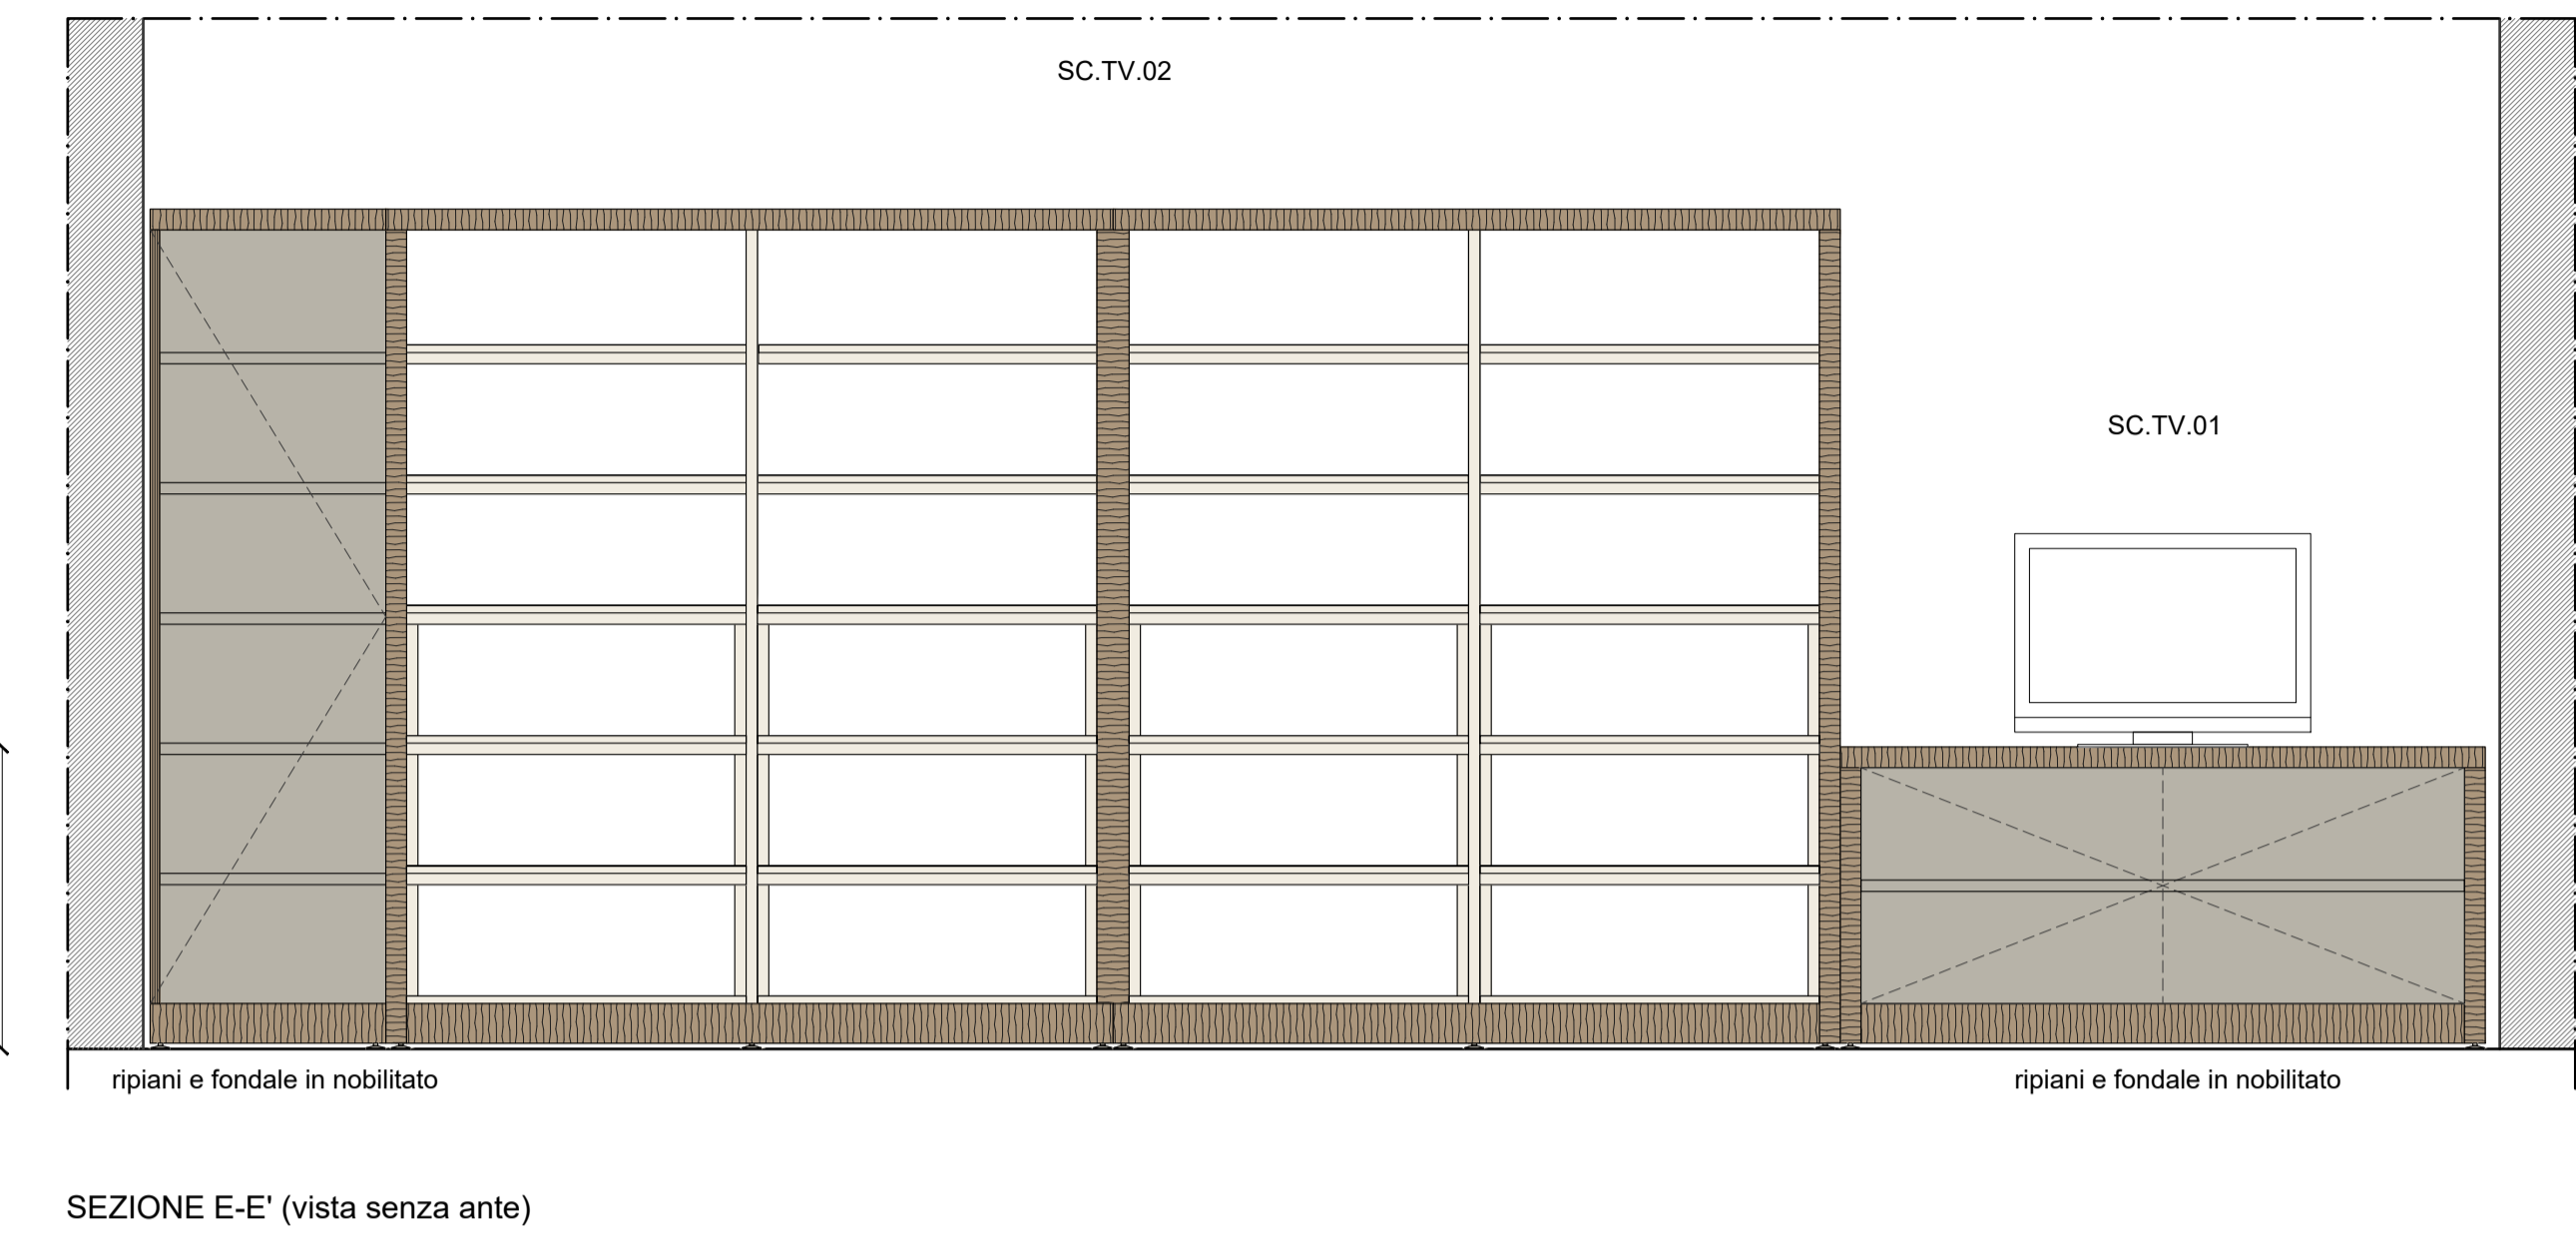 SC.TV.02
SC.TV.01
ripiani e fondale in nobilitato
ripiani e fondale in nobilitato
SEZIONE E-E' (vista senza ante)